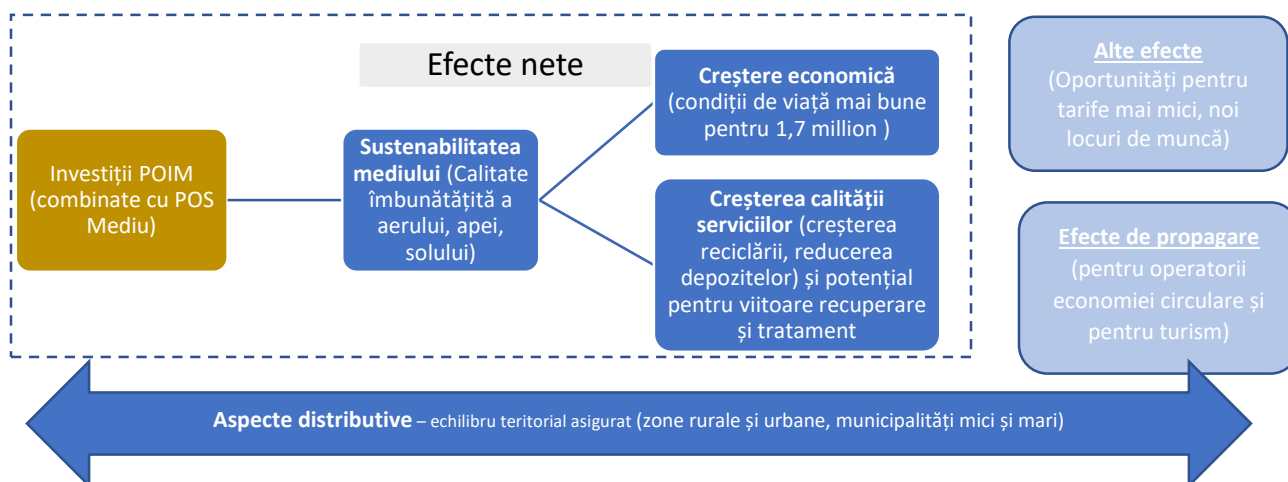 Efecte nete
Investiții POIM
(combinate cu POS
Mediu)
Sustenabilitatea
mediului (Calitate
îmbunătățită a
aerului, apei,
solului)
Creștere economică
(condiții de viață mai bune
pentru 1,7 million )
Creșterea calității
serviciilor (creșterea
reciclării, reducerea
depozitelor) și potențial
pentru viitoare recuperare
și tratament
Alte efecte
(Oportunități pentru
tarife mai mici, noi
locuri de muncă)
Efecte de propagare
(pentru operatorii
economiei circulare și
pentru turism)
Aspecte distributive – echilibru teritorial asigurat (zone rurale și urbane, municipalități mici și mari)